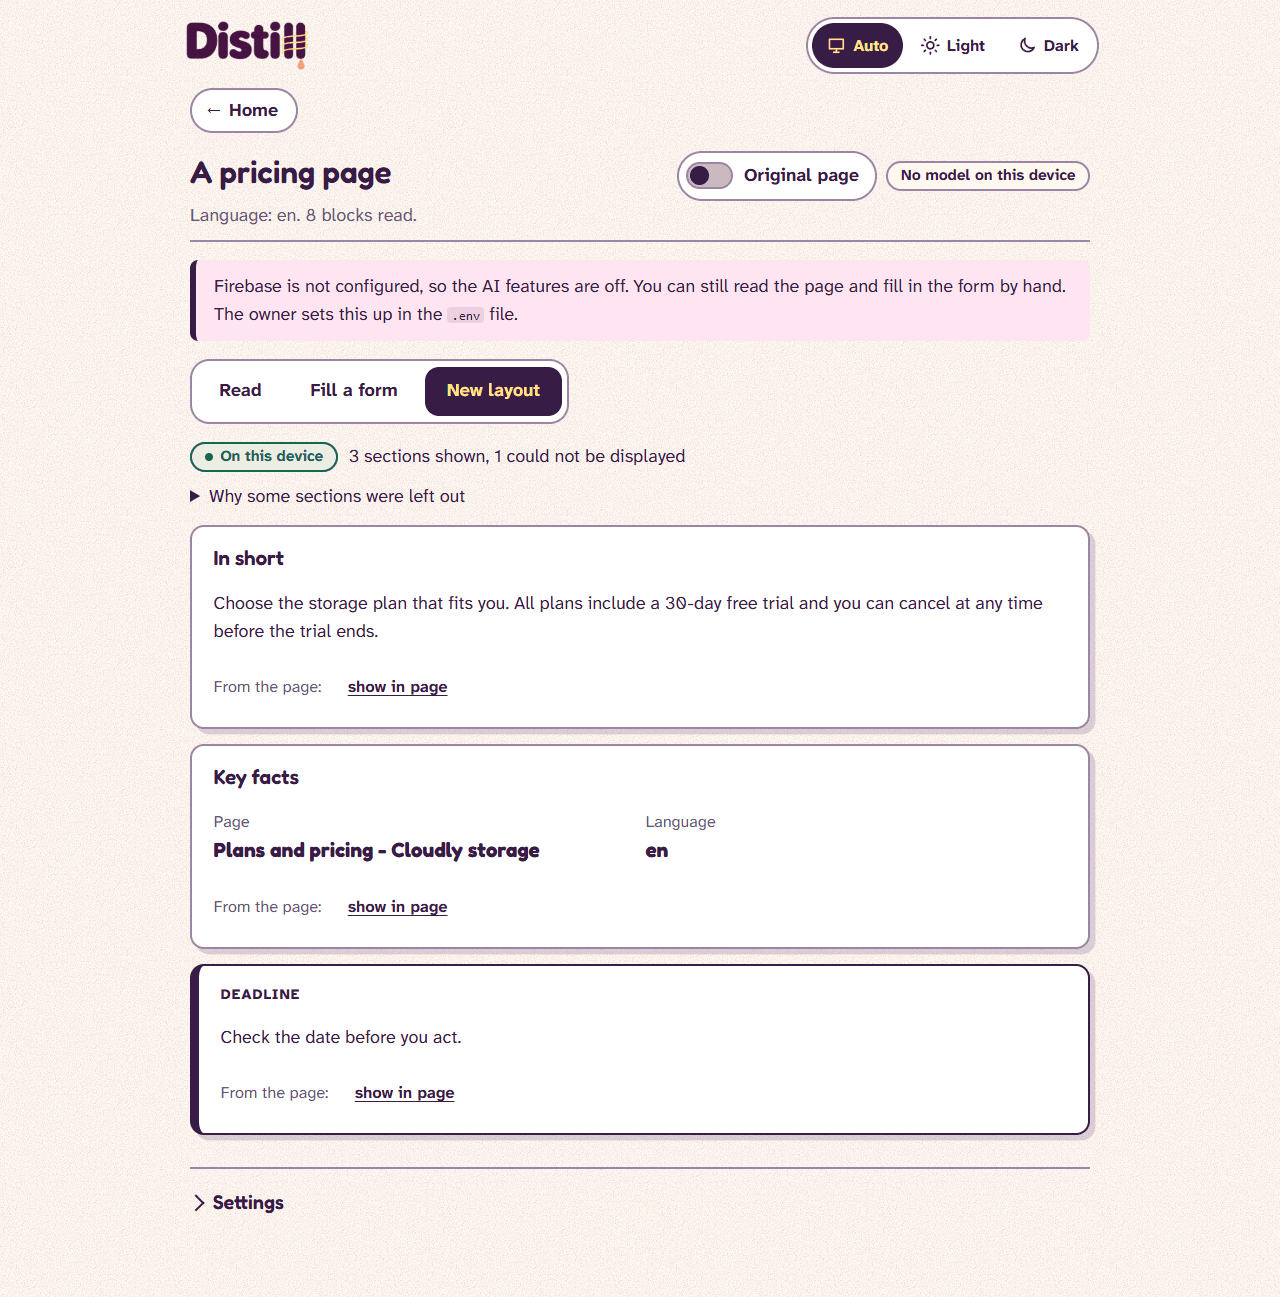 Distill
Auto
Light
Dark
← Home
A pricing page
Original page
No model on this device
Language: en. 8 blocks read.
Firebase is not configured, so the AI features are off. You can still read the page and fill in the form by hand.
The owner sets this up in the .env file.
Read
Fill a form
New layout
On this device
3 sections shown, 1 could not be displayed
Why some sections were left out
In short
Choose the storage plan that fits you. All plans include a 30-day free trial and you can cancel at any time
before the trial ends.
From the page: show in page
Key facts
Page
Language
Plans and pricing - Cloudly storage
en
From the page: show in page
DEADLINE
Check the date before you act.
From the page: show in page
Settings